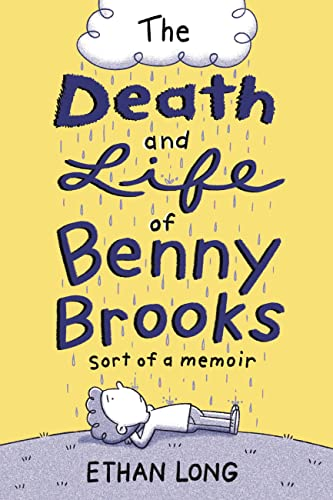 The
Death
and
Life
of
Benny
Brooks
sort of a memoir
ETHAN LONG